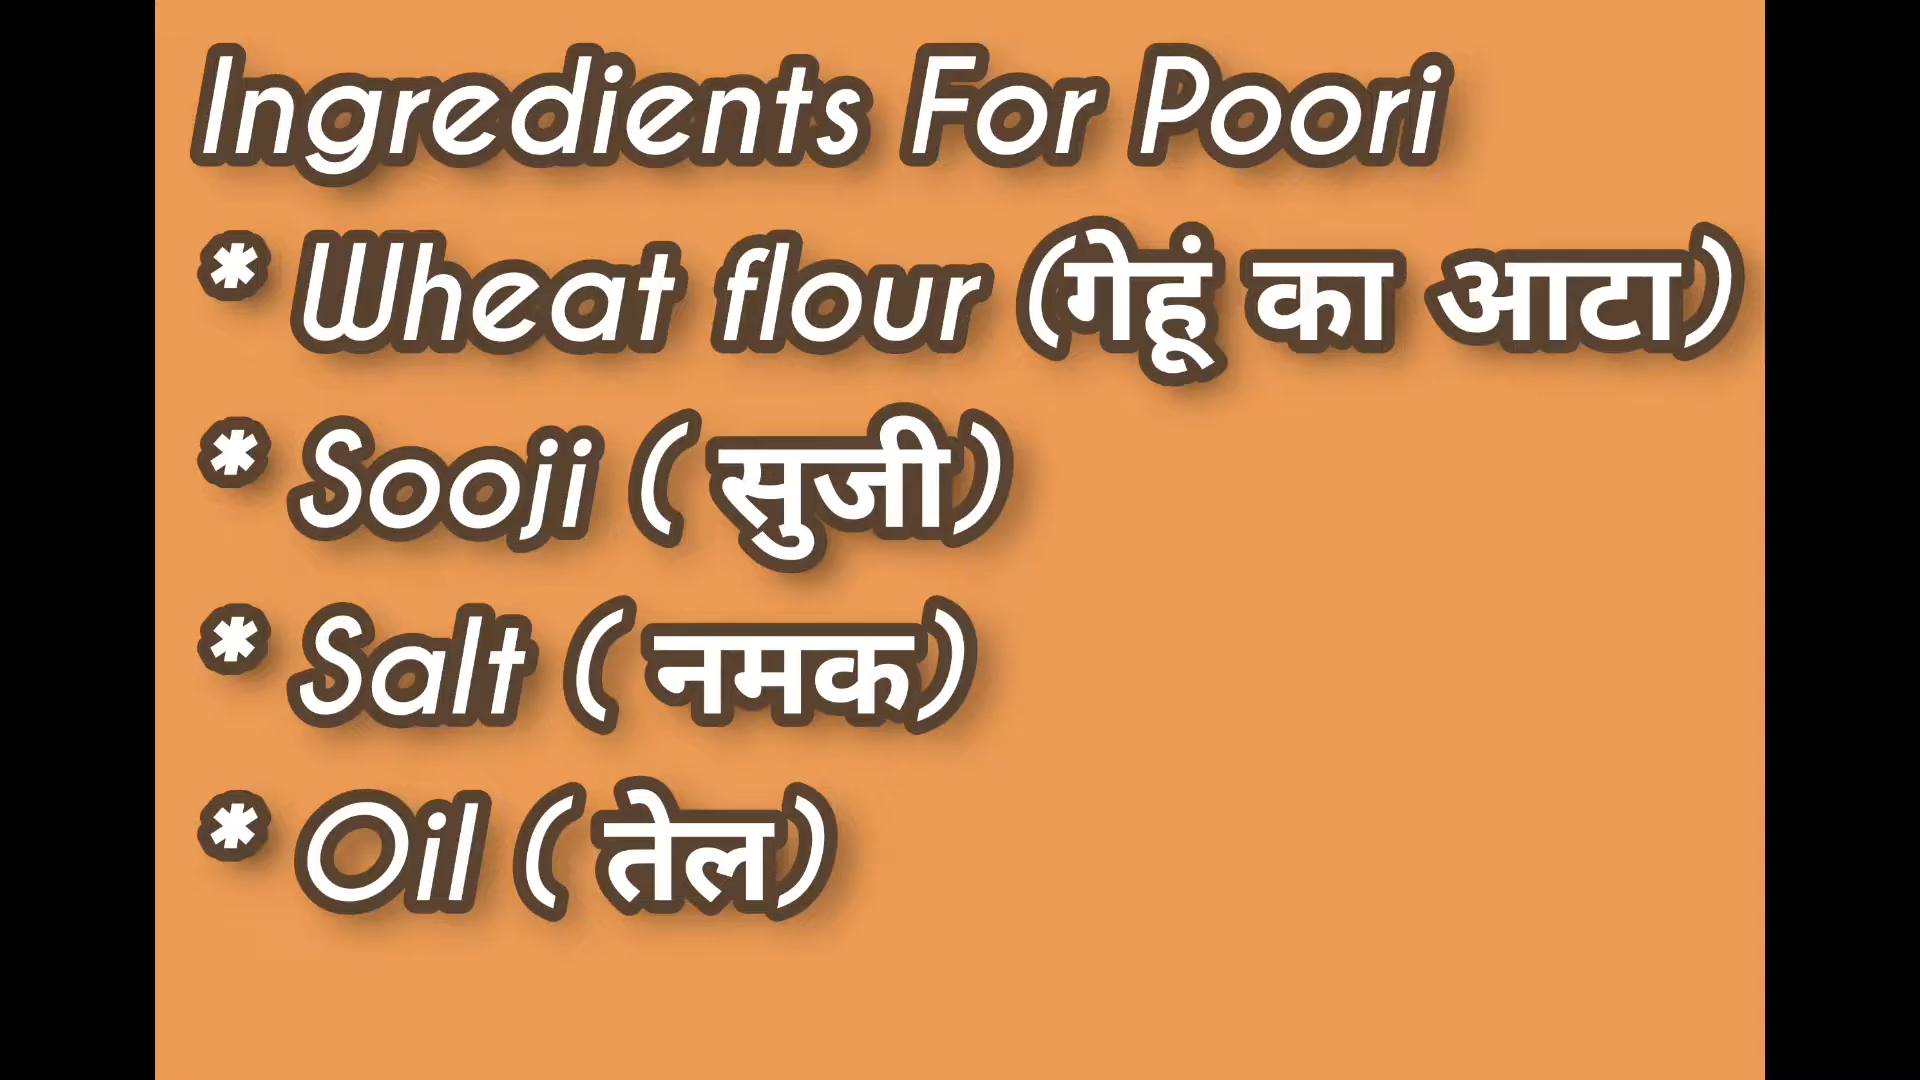 Ingredients For Poori
* Wheat flour (गेहूं का आटा)
* Sooji ( सुजी)
* Salt ( नमक)
* Oil ( तेल)